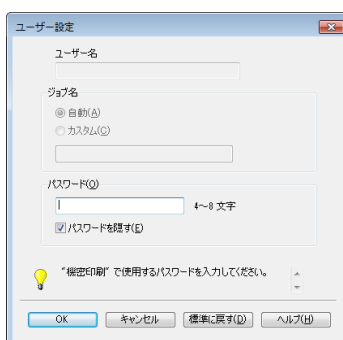 ユーザー設定
ユーザー名
ジョブ名
自動(A)
カスタム(C)
パスワード(O)
4～8 文字
パスワードを隠す(E)
"機密印刷" で使用するパスワードを入力してください。
OK キャンセル 標準に戻す(D) ヘルプ(H)